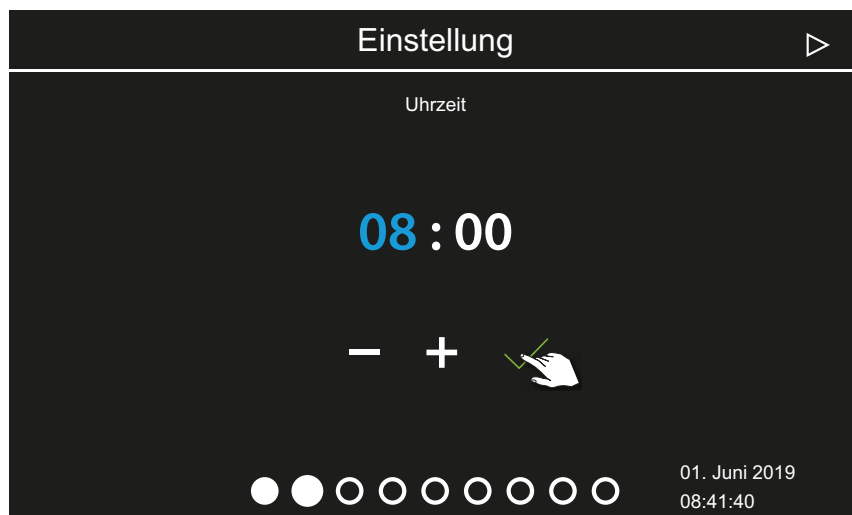 Einstellung
Uhrzeit
08 : 00
− +
01. Juni 2019
08:41:40